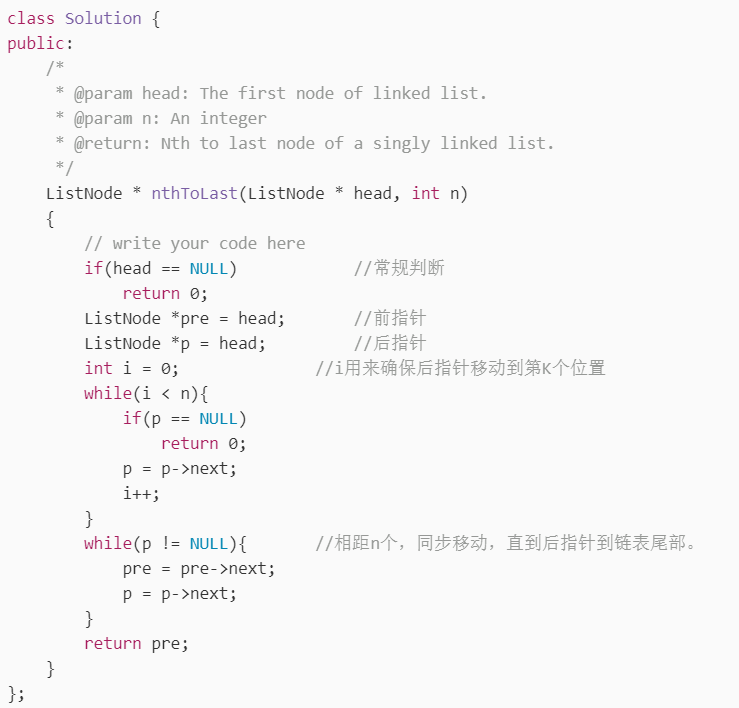 class Solution {
public:
    /*
     * @param head: The first node of linked list.
     * @param n: An integer
     * @return: Nth to last node of a singly linked list.
     */
    ListNode * nthToLast(ListNode * head, int n)
    {
        // write your code here
        if(head == NULL)            //常规判断
            return 0;
        ListNode *pre = head;       //前指针
        ListNode *p = head;         //后指针
        int i = 0;              //i用来确保后指针移动到第K个位置
        while(i < n){
            if(p == NULL)
                return 0;
            p = p->next;
            i++;
        }
        while(p != NULL){       //相距n个，同步移动，直到后指针到链表尾部。
            pre = pre->next;
            p = p->next;
        }
        return pre;
    }
};